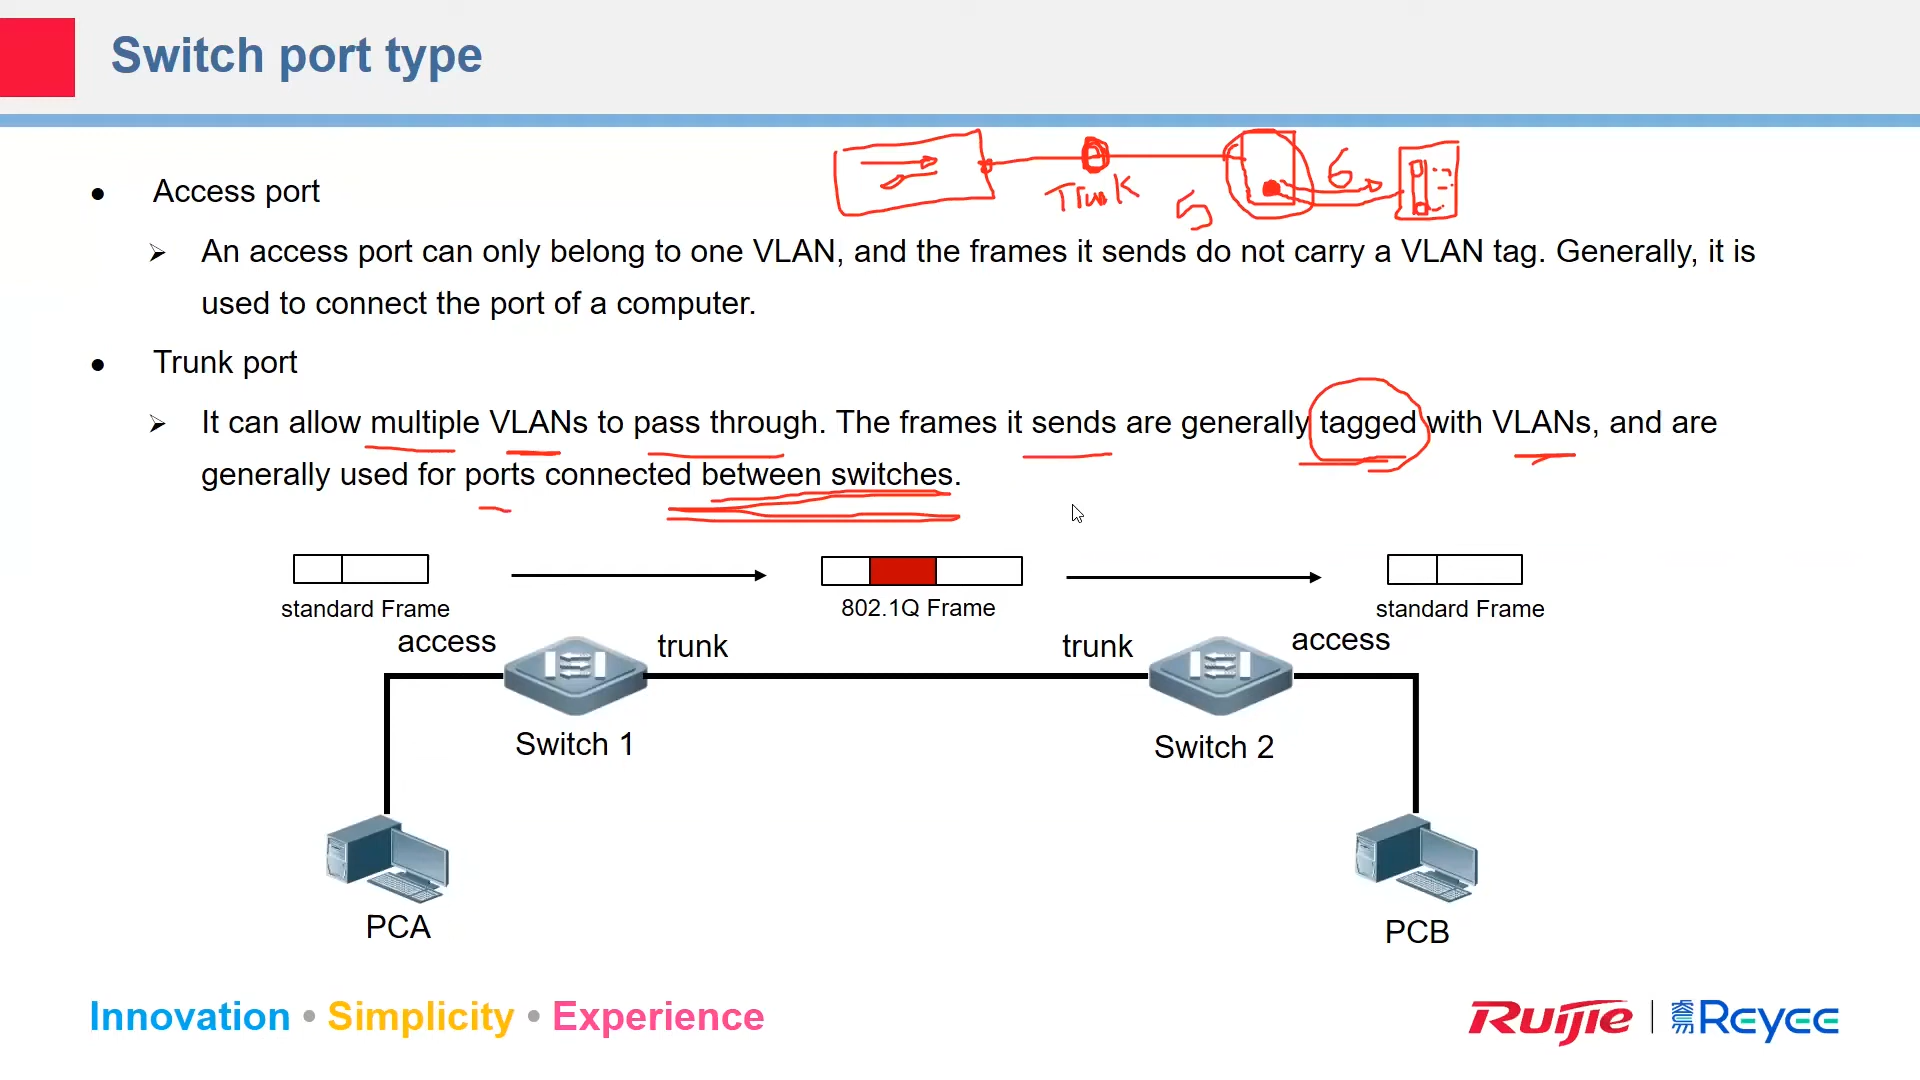 Switch port type
Trunk
5
6
Access port
An access port can only belong to one VLAN, and the frames it sends do not carry a VLAN tag. Generally, it is
used to connect the port of a computer.
Trunk port
It can allow multiple VLANs to pass through. The frames it sends are generally tagged with VLANs, and are
generally used for ports connected between switches.
standard Frame
802.1Q Frame
standard Frame
access
trunk
trunk
access
Switch 1
Switch 2
PCA
PCB
Innovation • Simplicity • Experience
Ruijie | 睿易 Reyee